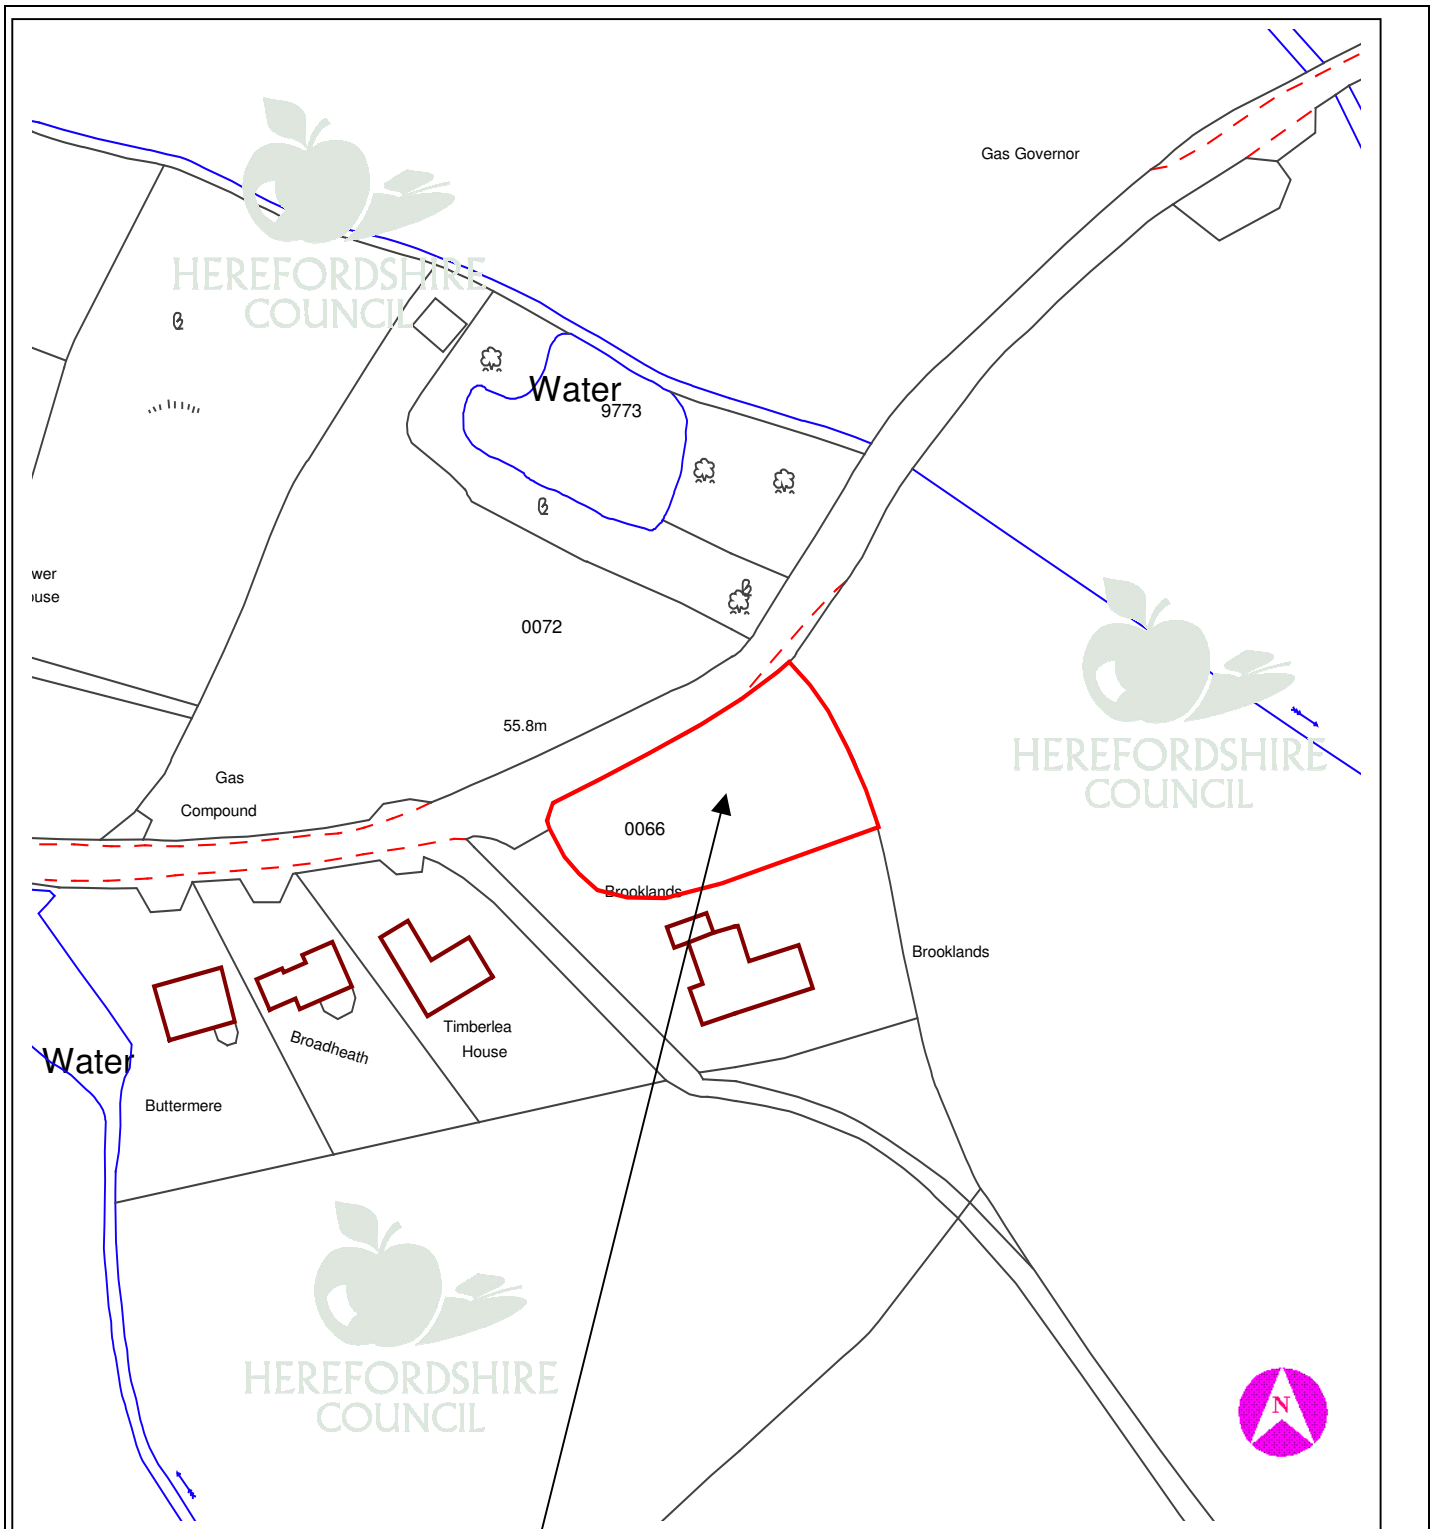 Gas Governor
HEREFORDSHIRE
COUNCIL
Water
9773
wer
ouse
0072
55.8m
HEREFORDSHIRE
COUNCIL
Gas
Compound
0066
Brooklands
Brooklands
Timberlea
House
Broadheath
Water
Buttermere
HEREFORDSHIRE
COUNCIL
N